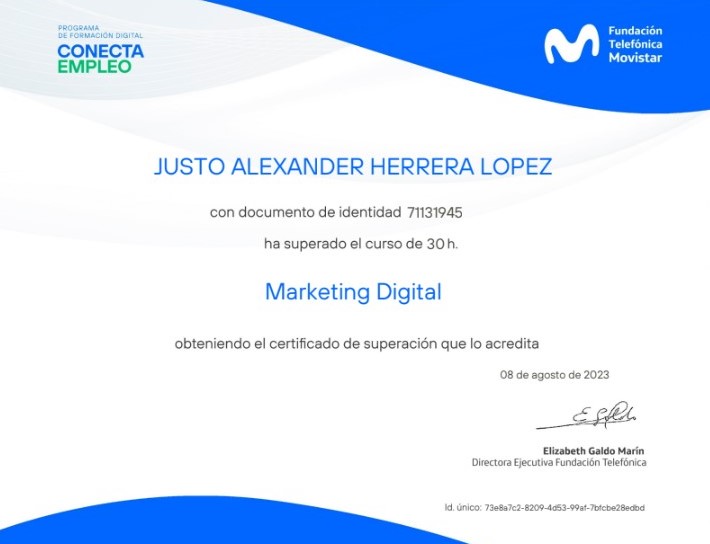 PROGRAMA
DE FORMACIÓN DIGITAL
CONECTA
EMPLEO
Fundación
Telefónica
Movistar
JUSTO ALEXANDER HERRERA LOPEZ
con documento de identidad 71131945
ha superado el curso de 30 h.
Marketing Digital
obteniendo el certificado de superación que lo acredita
08 de agosto de 2023
Elizabeth Galdo Marín
Directora Ejecutiva Fundación Telefónica
Id. único: 73e8a7c2-8209-4d53-99af-7bfcbe28edbd